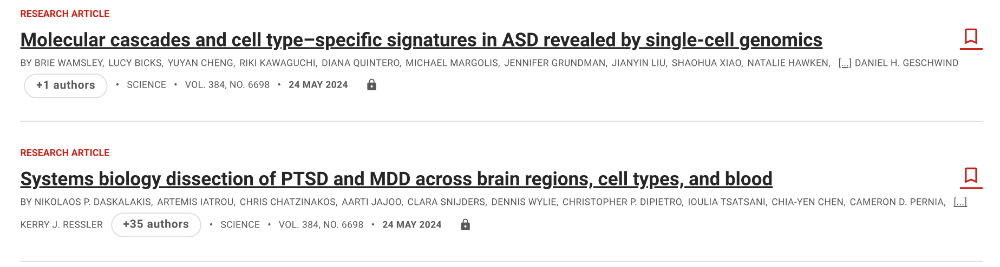 RESEARCH ARTICLE
Molecular cascades and cell type–specific signatures in ASD revealed by single-cell genomics
BY BRIE WAMSLEY, LUCY BICKS, YUYAN CHENG, RIKI KAWAGUCHI, DIANA QUINTERO, MICHAEL MARGOLIS, JENNIFER GRUNDMAN, JIANYIN LIU, SHAOHUA XIAO, NATALIE HAWKEN, [...] DANIEL H. GESCHWIND
+1 authors • SCIENCE • VOL. 384, NO. 6698 • 24 MAY 2024
RESEARCH ARTICLE
Systems biology dissection of PTSD and MDD across brain regions, cell types, and blood
BY NIKOLAOS P. DASKALAKIS, ARTEMIS IATROU, CHRIS CHATZINAKOS, AARTI JAJOO, CLARA SNIJDERS, DENNIS WYLIE, CHRISTOPHER P. DIPIETRO, IOULIA TSATSANI, CHIA-YEN CHEN, CAMERON D. PERNIA, [...]
KERRY J. RESSLER +35 authors • SCIENCE • VOL. 384, NO. 6698 • 24 MAY 2024